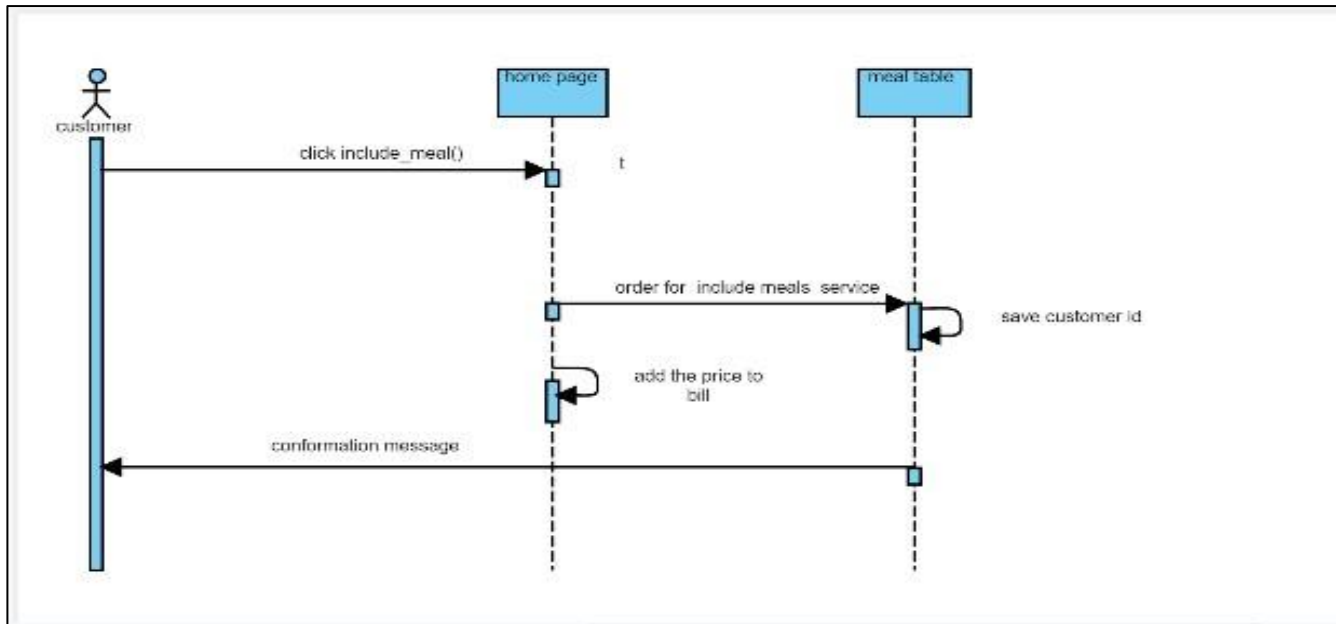 home page
meal table
customer
click include_meal()
t
order for include meals service
save customer id
add the price to
bill
conformation message